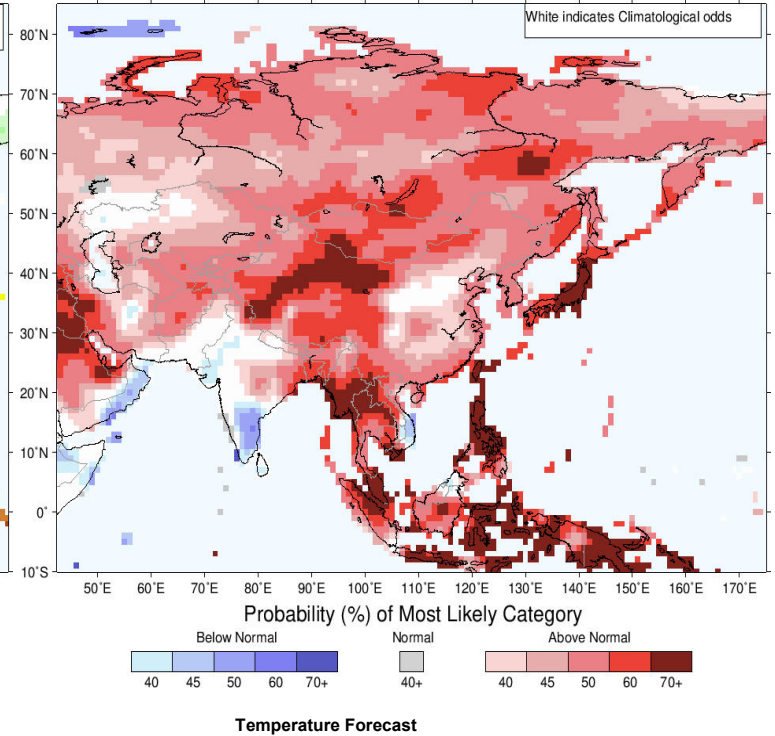 White indicates Climatological odds
80°N
70°N
60°N
50°N
40°N
30°N
20°N
10°N
0°
10°S
50°E 60°E 70°E 80°E 90°E 100°E 110°E 120°E 130°E 140°E 150°E 160°E 170°E
Probability (%) of Most Likely Category
Below Normal Normal Above Normal
40 45 50 60 70+ 40+ 40 45 50 60 70+
Temperature Forecast